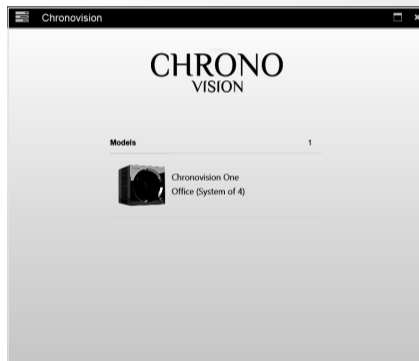 Chronovision
CHRONO
VISION
Models 1
Chronovision One
Office (System of 4)